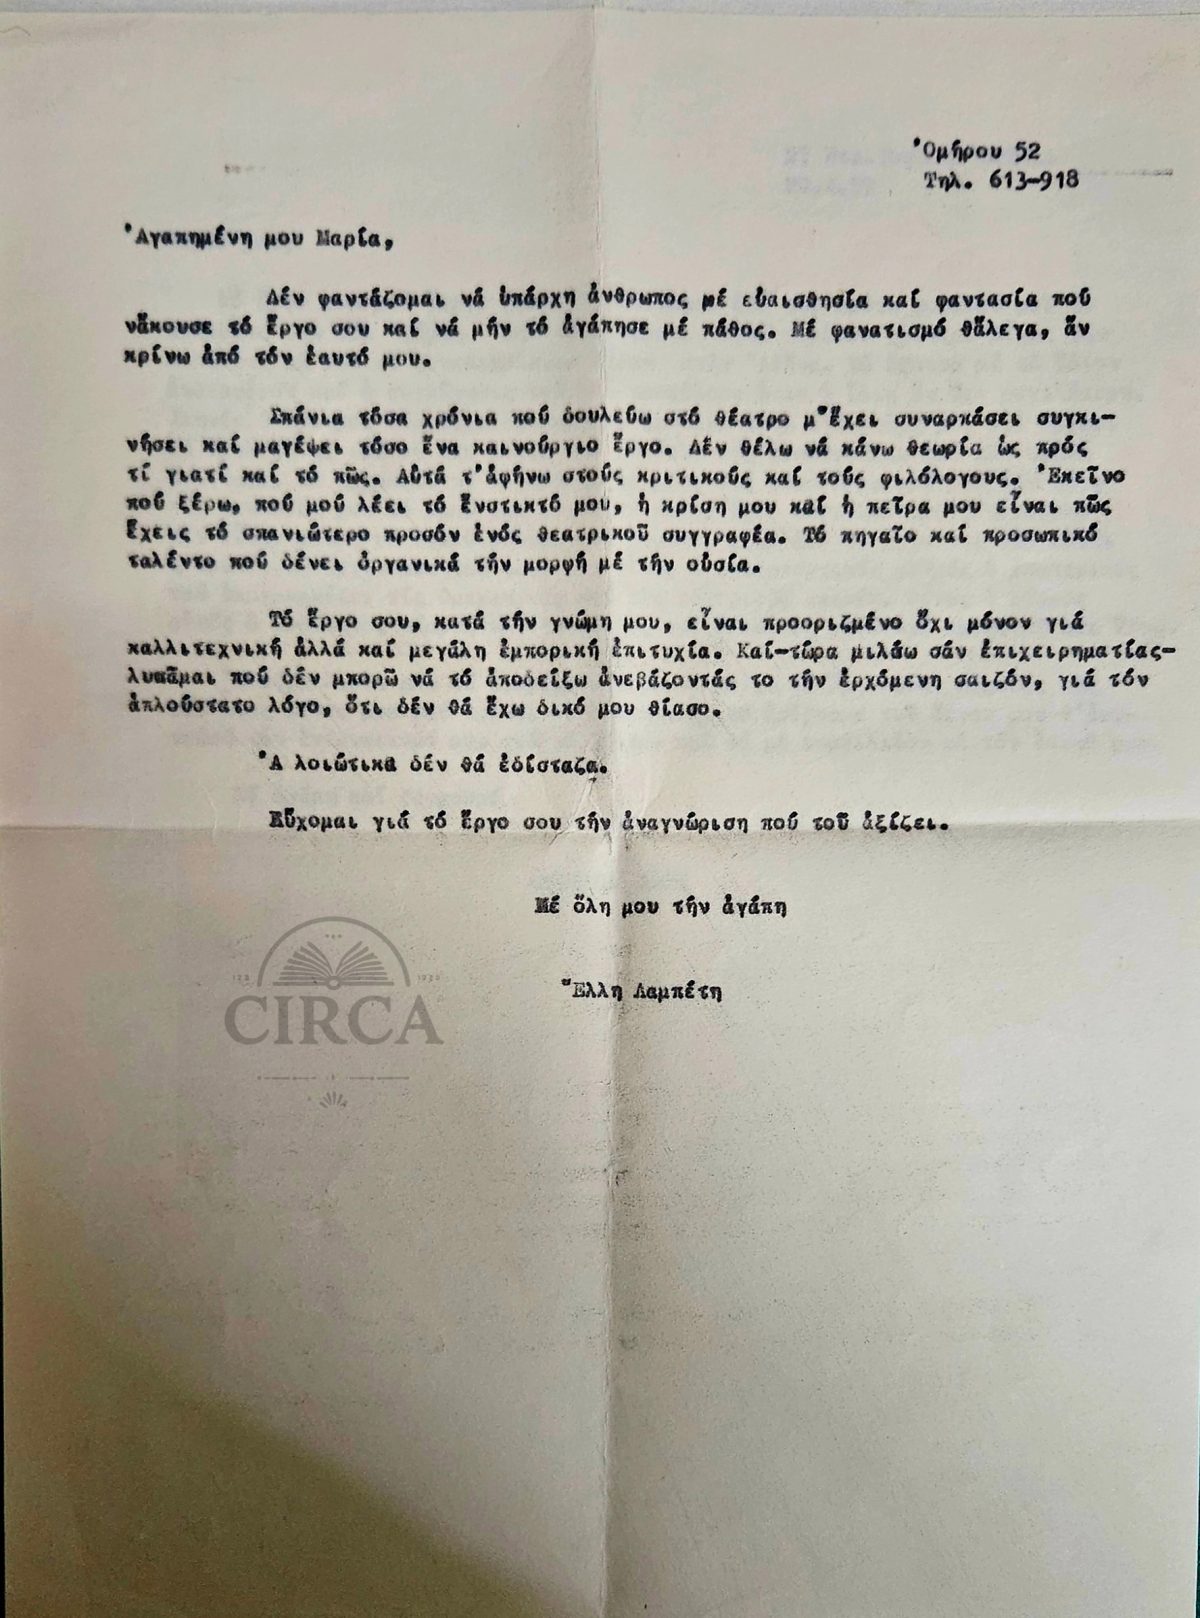 Ὁμήρου 52
Τηλ. 613-918
Ἀγαπημένη μου Μαρία,
Δέν φαντάζομαι νά ὑπάρχη ἄνθρωπος μέ εὐαισθησία καί φαντασία πού
νἄκουσε τό ἔργο σου καί νά μήν τό ἀγάπησε μέ πάθος. Μέ φανατισμό θἄλεγα, ἄν
κρίνω ἀπό τόν ἑαυτό μου.
Σπάνια τόσα χρόνια πού δουλεύω στό θέατρο μ'ἔχει συναρπάσει συγκι-
νήσει καί μαγέψει τόσο ἕνα καινούργιο ἔργο. Δέν θέλω νά κάνω θεωρία ὡς πρός
τί γιατί καί τό πῶς. Αὐτά τ'ἀφήνω στούς κριτικούς καί τούς φιλόλογους. Ἐκεῖνο
πού ξέρω, πού μοῦ λέει τό ἔνστικτό μου, ἡ κρίση μου καί ἡ πεῖρα μου εἶναι πῶς
ἔχεις τό σπανιώτερο προσόν ἑνός θεατρικοῦ συγγραφέα. Τό πηγαῖο καί προσωπικό
ταλέντο πού δένει ὀργανικά τήν μορφή μέ τήν οὐσία.
Τό ἔργο σου, κατά τήν γνώμη μου, εἶναι προοριζμένο ὄχι μόνον γιά
καλλιτεχνική ἀλλά καί μεγάλη ἐμπορική ἐπιτυχία. Καί-τώρα μιλάω σάν ἐπιχειρηματίας-
λυπᾶμαι πού δέν μπορῶ νά τό ἀποδείξω ἀνεβάζοντάς το τήν ἐρχόμενη σαιζόν, γιά τόν
ἁπλούστατο λόγο, ὅτι δέν θά ἔχω δικό μου θίασο.
Ἀ λοιώτικα δέν θά ἐδίσταζα.
Εὔχομαι γιά τό ἔργο σου τήν ἀναγνώριση πού τοῦ ἀξίζει.
Μέ ὅλη μου τήν ἀγάπη
Ἔλλη Λαμπέτη
CIRCA